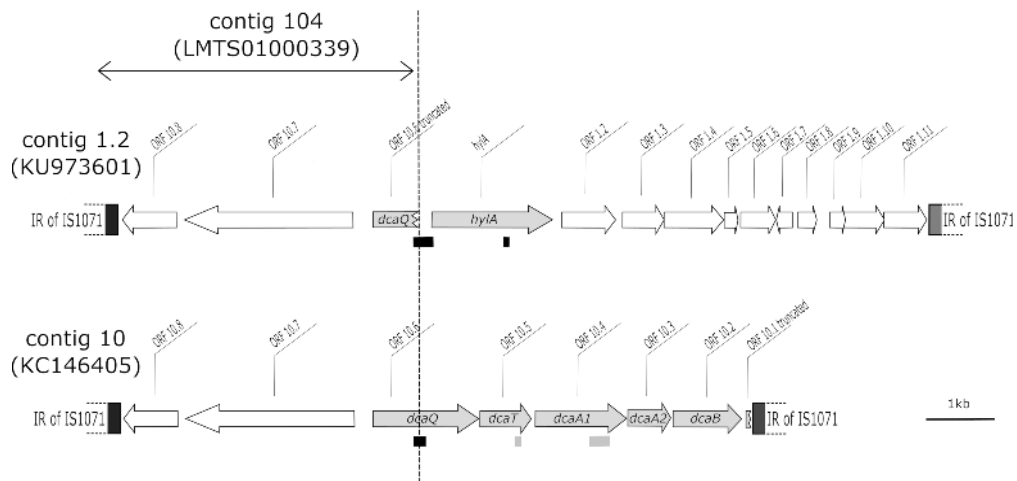 contig 104
(LMTS01000339)
contig 1.2
(KU973601)
ORF 10.8
ORF 10.7
ORF 10.6 truncated
hylA
ORF 1.2
ORF 1.3
ORF 1.4
ORF 1.5
ORF 1.6
ORF 1.7
ORF 1.8
ORF 1.9
ORF 1.10
ORF 1.11
IR of IS1071
dcaQ
hylA
IR of IS1071
contig 10
(KC146405)
ORF 10.8
ORF 10.7
ORF 10.6
ORF 10.5
ORF 10.4
ORF 10.3
ORF 10.2
ORF 10.1 truncated
IR of IS1071
dcaQ
dcaT
dcaA1
dcaA2
dcaB
IR of IS1071
1kb